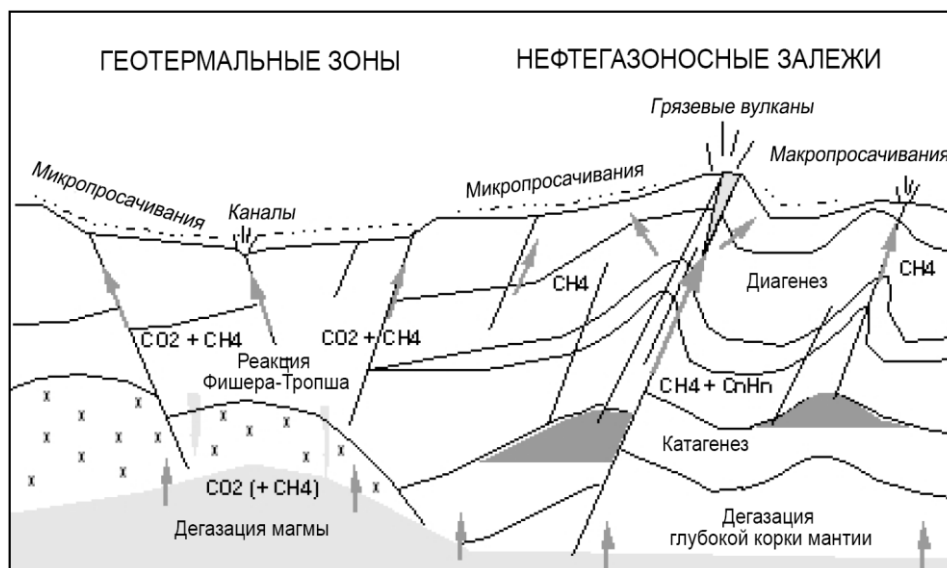 ГЕОТЕРМАЛЬНЫЕ ЗОНЫ
НЕФТЕГАЗОНОСНЫЕ ЗАЛЕЖИ
Грязевые вулканы
Микропросачивания
Каналы
Микропросачивания
Макропросачивания
CH4
Диагенез
CH4
CO2 + CH4
CO2 + CH4
Реакция
Фишера-Тропша
CH4 + CnHn
Катагенез
CO2 (+ CH4)
Дегазация магмы
Дегазация
глубокой корки мантии